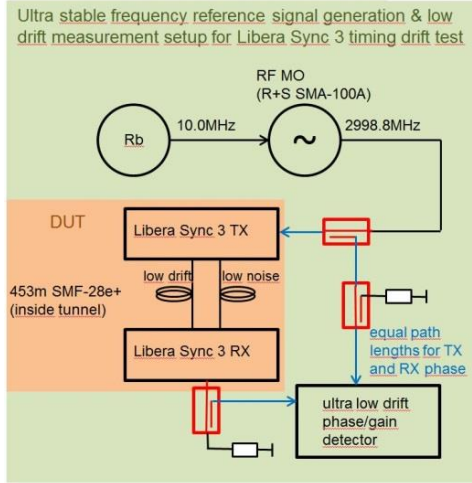 Ultra stable frequency reference signal generation & low
drift measurement setup for Libera Sync 3 timing drift test
RF MO
(R+S SMA-100A)
Rb
10.0MHz
~
2998.8MHz
DUT
Libera Sync 3 TX
low drift
low noise
453m SMF-28e+
(inside tunnel)
Libera Sync 3 RX
equal path
lengths for TX
and RX phase
ultra low drift
phase/gain
detector